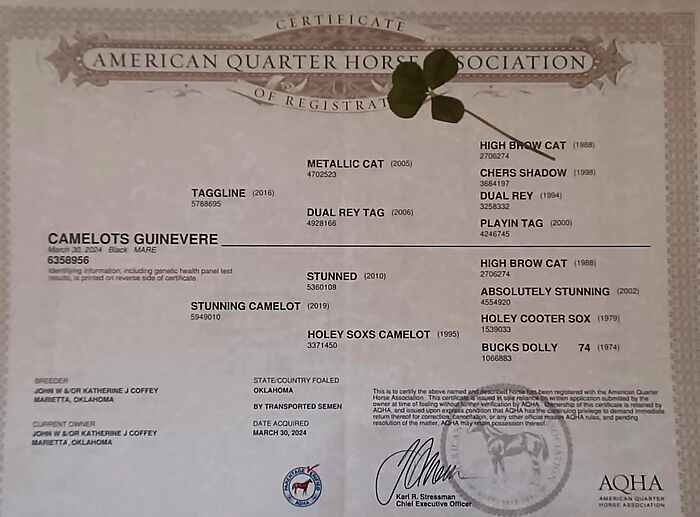 CERTIFICATE
AMERICAN QUARTER HORSE ASSOCIATION
OF REGISTRAT
HIGH BROW CAT (1988)
2706274
METALLIC CAT (2005)
4702523
CHERS SHADOW (1998)
3684197
TAGGLINE (2016)
5788695
DUAL REY (1994)
3258332
DUAL REY TAG (2006)
4928166
PLAYIN TAG (2000)
4246745
CAMELOTS GUINEVERE
March 30, 2024 Black MARE
6358956
Identifying information, including genetic health panel test
results, is printed on reverse side of certificate.
HIGH BROW CAT (1988)
2706274
STUNNED (2010)
5360108
ABSOLUTELY STUNNING (2002)
4554920
STUNNING CAMELOT (2019)
5949010
HOLEY COOTER SOX (1979)
1539033
HOLEY SOXS CAMELOT (1995)
3371450
BUCKS DOLLY 74 (1974)
1066883
BREEDER
JOHN W &/OR KATHERINE J COFFEY
MARIETTA, OKLAHOMA
CURRENT OWNER
JOHN W &/OR KATHERINE J COFFEY
MARIETTA, OKLAHOMA
STATE/COUNTRY FOALED
OKLAHOMA
BY TRANSPORTED SEMEN
DATE ACQUIRED
MARCH 30, 2024
This is to certify the above named and described horse has been registered with the American Quarter
Horse Association. This certificate is issued in sole reliance on written application submitted by the
owner at time of foaling without further verification by AQHA. Ownership of this certificate is retained by
AQHA, and issued upon express condition that AQHA has the continuing privilege to demand immediate
return thereof for correction, cancellation, or any other official reason AQHA rules, and pending
resolution of the matter, AQHA may retain possession thereof.
PARENTAGE VERIFIED
AQHA
Karl R. Stressman
Chief Executive Officer
AQHA
AMERICAN QUARTER
HORSE ASSOCIATION